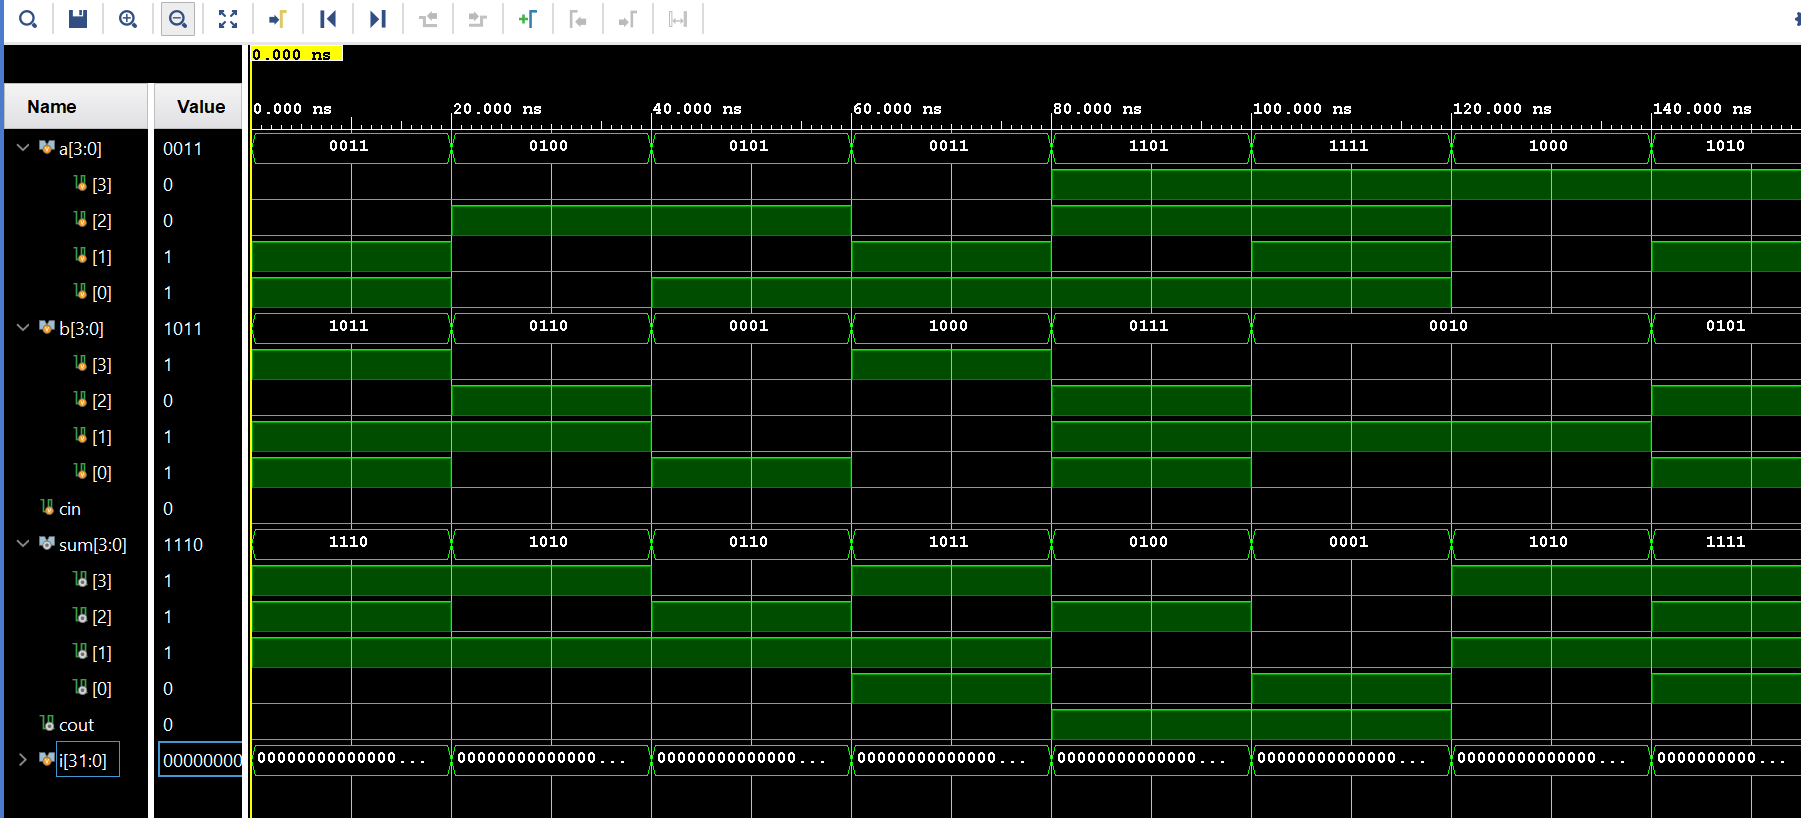 0.000 ns
Name Value
0.000 ns 20.000 ns 40.000 ns 60.000 ns 80.000 ns 100.000 ns 120.000 ns 140.000 ns
a[3:0] 0011 0011 0100 0101 0011 1101 1111 1000 1010
[3] 0
[2] 0
[1] 1
[0] 1
b[3:0] 1011 1011 0110 0001 1000 0111 0010 0101
[3] 1
[2] 0
[1] 1
[0] 1
cin 0
sum[3:0] 1110 1110 1010 0110 1011 0100 0001 1010 1111
[3] 1
[2] 1
[1] 1
[0] 0
cout 0
i[31:0] 00000000 00000000000000... 00000000000000... 00000000000000... 00000000000000... 00000000000000... 00000000000000... 00000000000000... 0000000000...